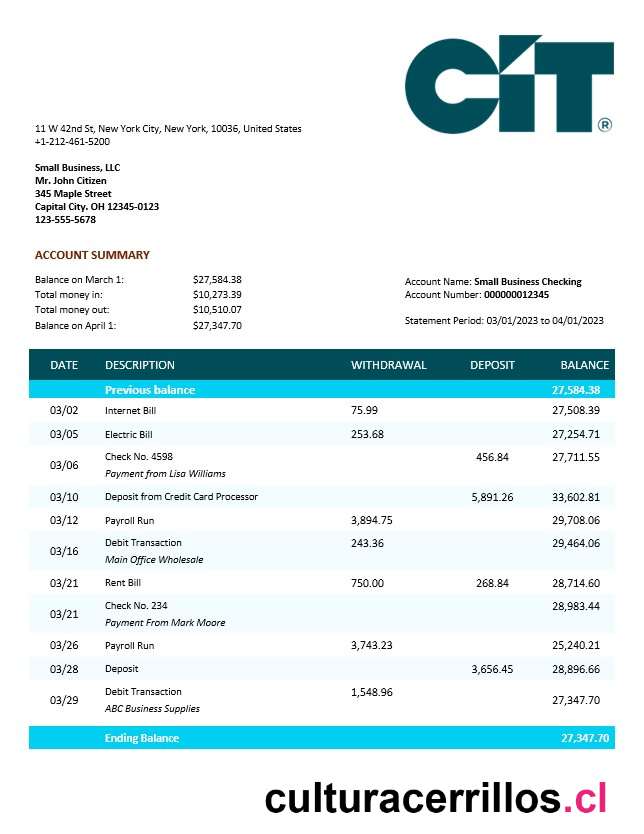 CiT®
11 W 42nd St, New York City, New York, 10036, United States
+1-212-461-5200
Small Business, LLC
Mr. John Citizen
345 Maple Street
Capital City. OH 12345-0123
123-555-5678
ACCOUNT SUMMARY
Balance on March 1: $27,584.38
Total money in: $10,273.39
Total money out: $10,510.07
Balance on April 1: $27,347.70
Account Name: Small Business Checking
Account Number: 000000012345
Statement Period: 03/01/2023 to 04/01/2023
DATE DESCRIPTION WITHDRAWAL DEPOSIT BALANCE
Previous balance 27,584.38
03/02 Internet Bill 75.99 27,508.39
03/05 Electric Bill 253.68 27,254.71
03/06 Check No. 4598 456.84 27,711.55
Payment from Lisa Williams
03/10 Deposit from Credit Card Processor 5,891.26 33,602.81
03/12 Payroll Run 3,894.75 29,708.06
03/16 Debit Transaction 243.36 29,464.06
Main Office Wholesale
03/21 Rent Bill 750.00 268.84 28,714.60
03/21 Check No. 234 28,983.44
Payment From Mark Moore
03/26 Payroll Run 3,743.23 25,240.21
03/28 Deposit 3,656.45 28,896.66
03/29 Debit Transaction 1,548.96 27,347.70
ABC Business Supplies
Ending Balance 27,347.70
culturacerrillos.cl